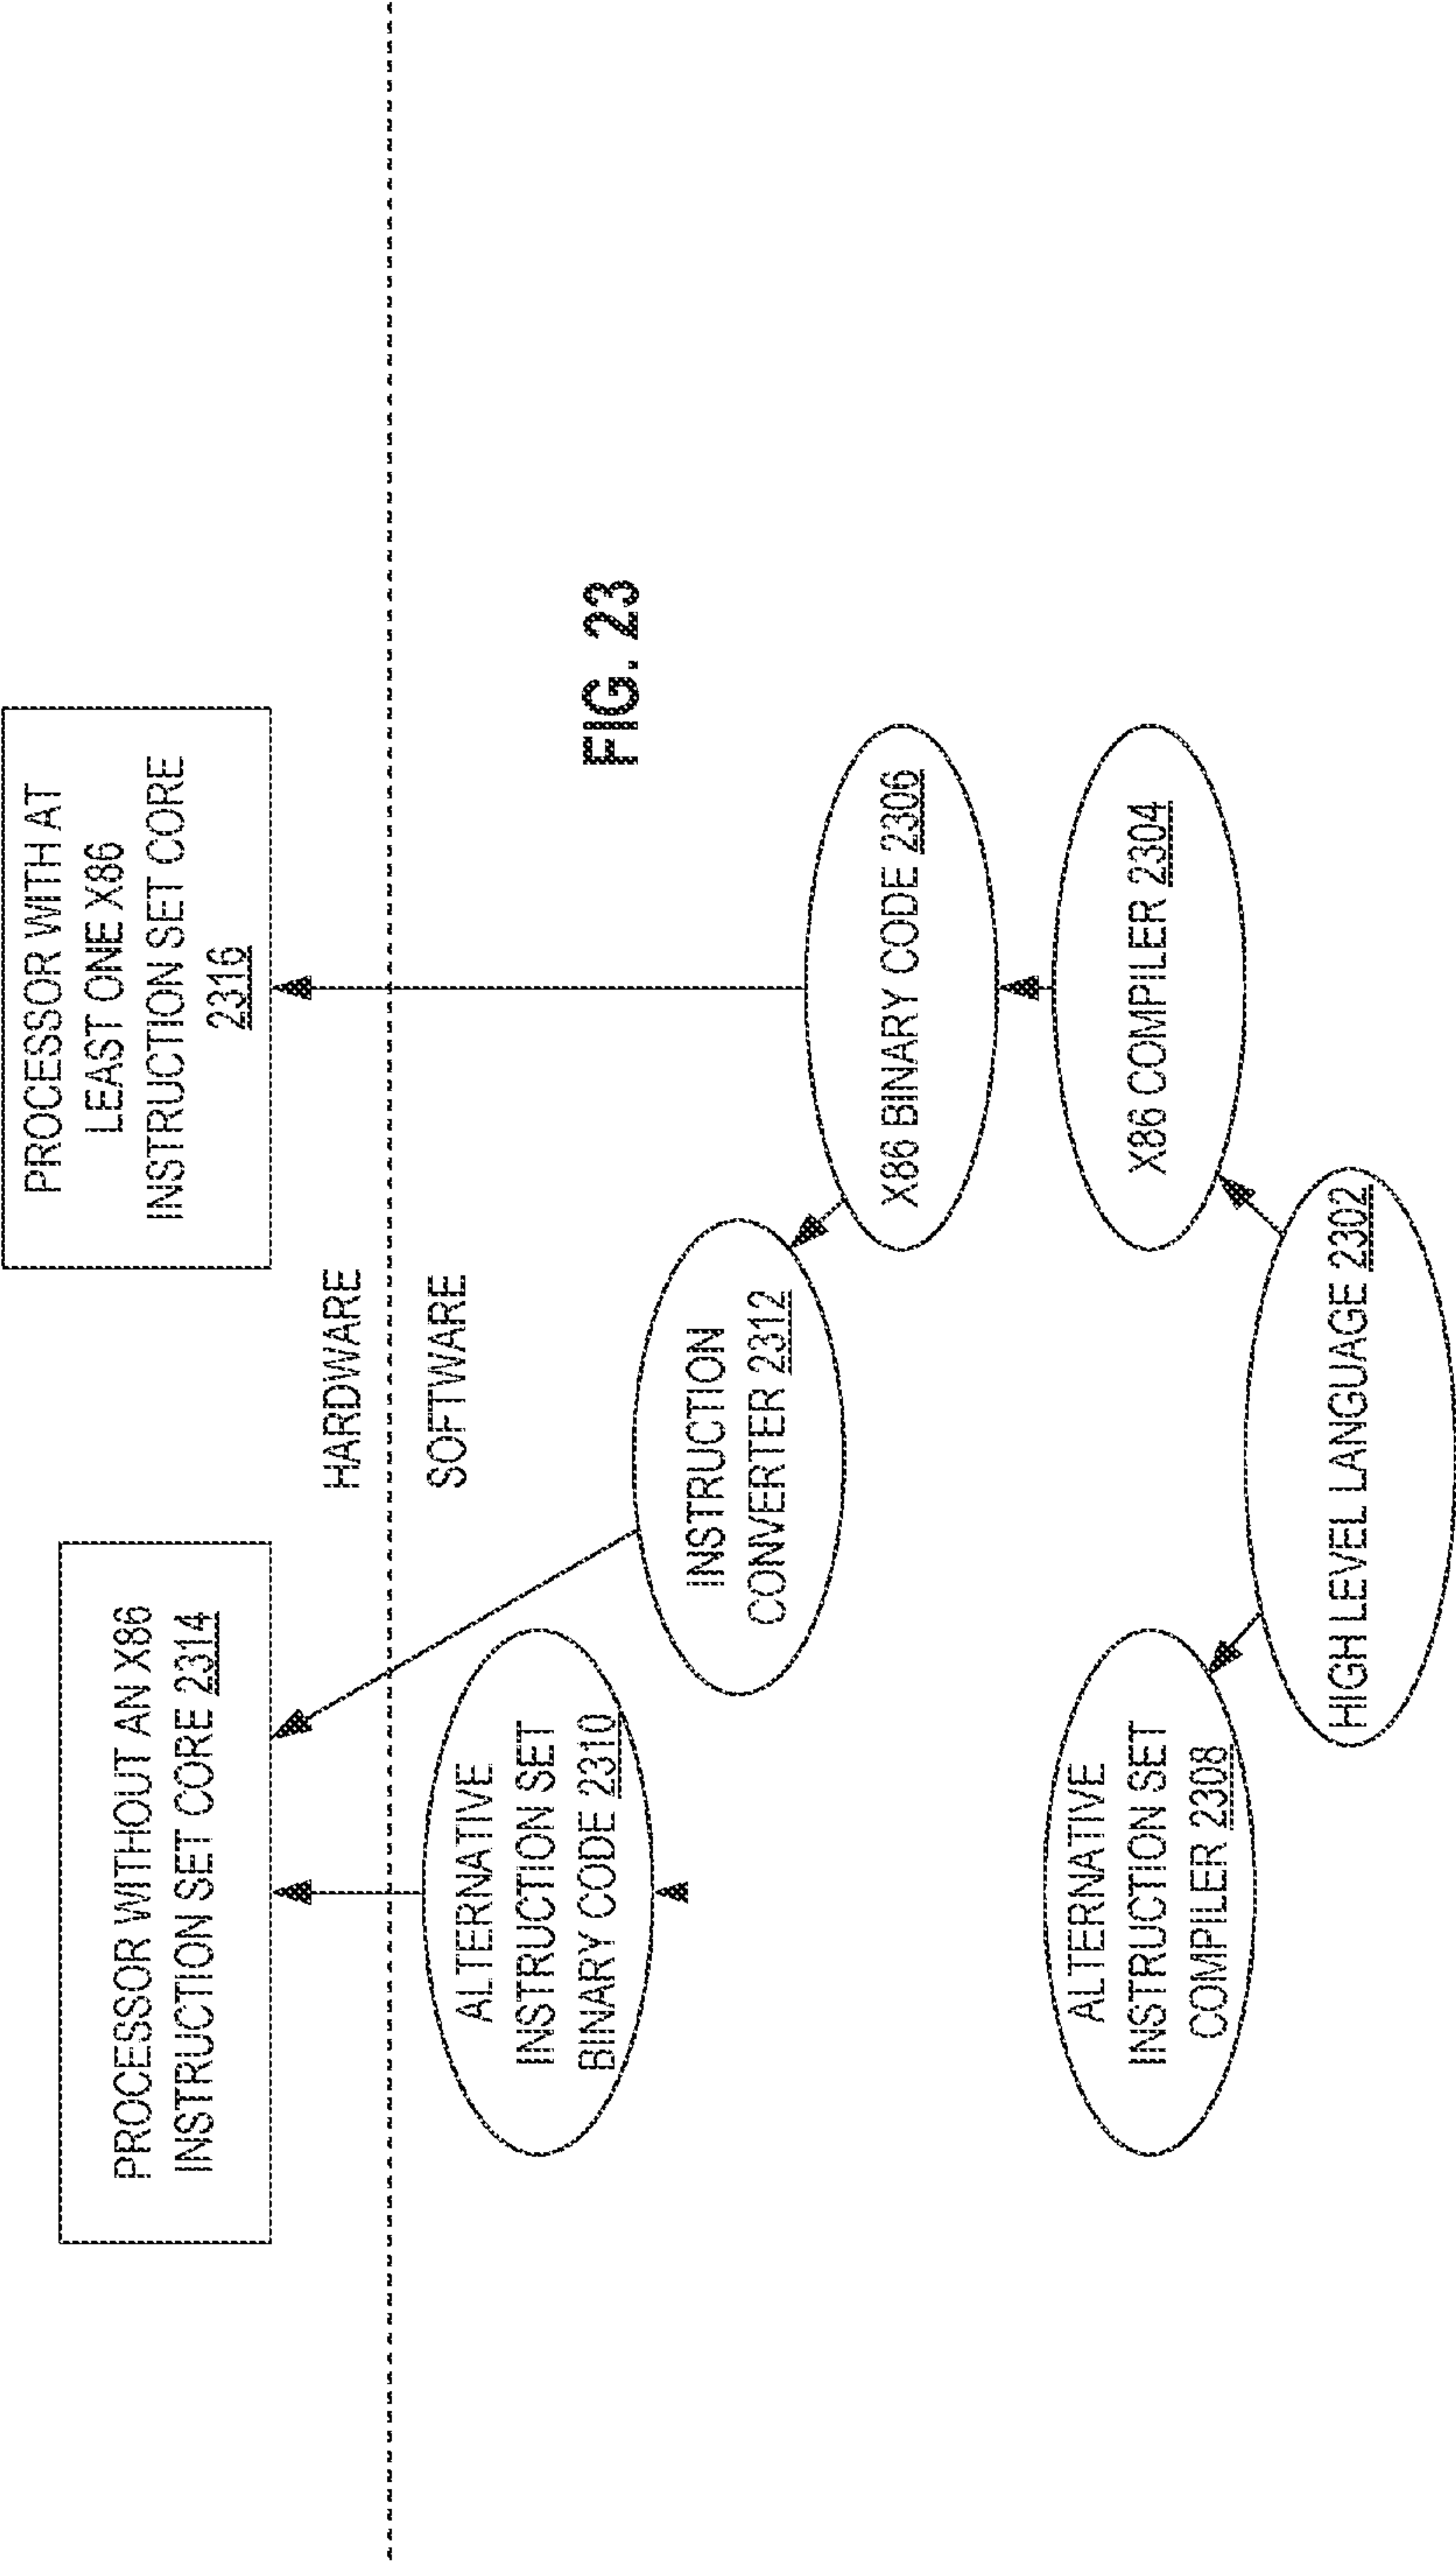 PROCESSOR WITHOUT AN X86
INSTRUCTION SET CORE 2314
PROCESSOR WITH AT
LEAST ONE X86
INSTRUCTION SET CORE
2316
HARDWARE
SOFTWARE
ALTERNATIVE
INSTRUCTION SET
BINARY CODE 2310
INSTRUCTION
CONVERTER 2312
FIG. 23
X86 BINARY CODE 2306
ALTERNATIVE
INSTRUCTION SET
COMPILER 2308
X86 COMPILER 2304
HIGH LEVEL LANGUAGE 2302